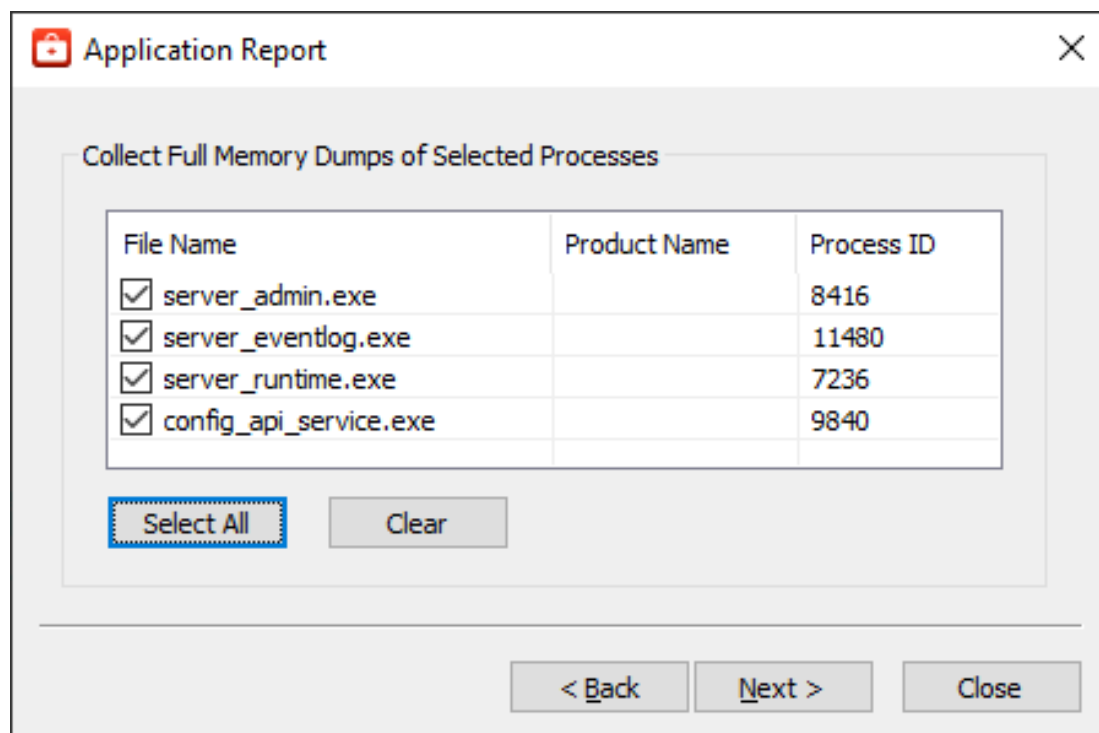 Application Report
Collect Full Memory Dumps of Selected Processes
File Name Product Name Process ID
server_admin.exe 8416
server_eventlog.exe 11480
server_runtime.exe 7236
config_api_service.exe 9840
Select All Clear
< Back Next > Close